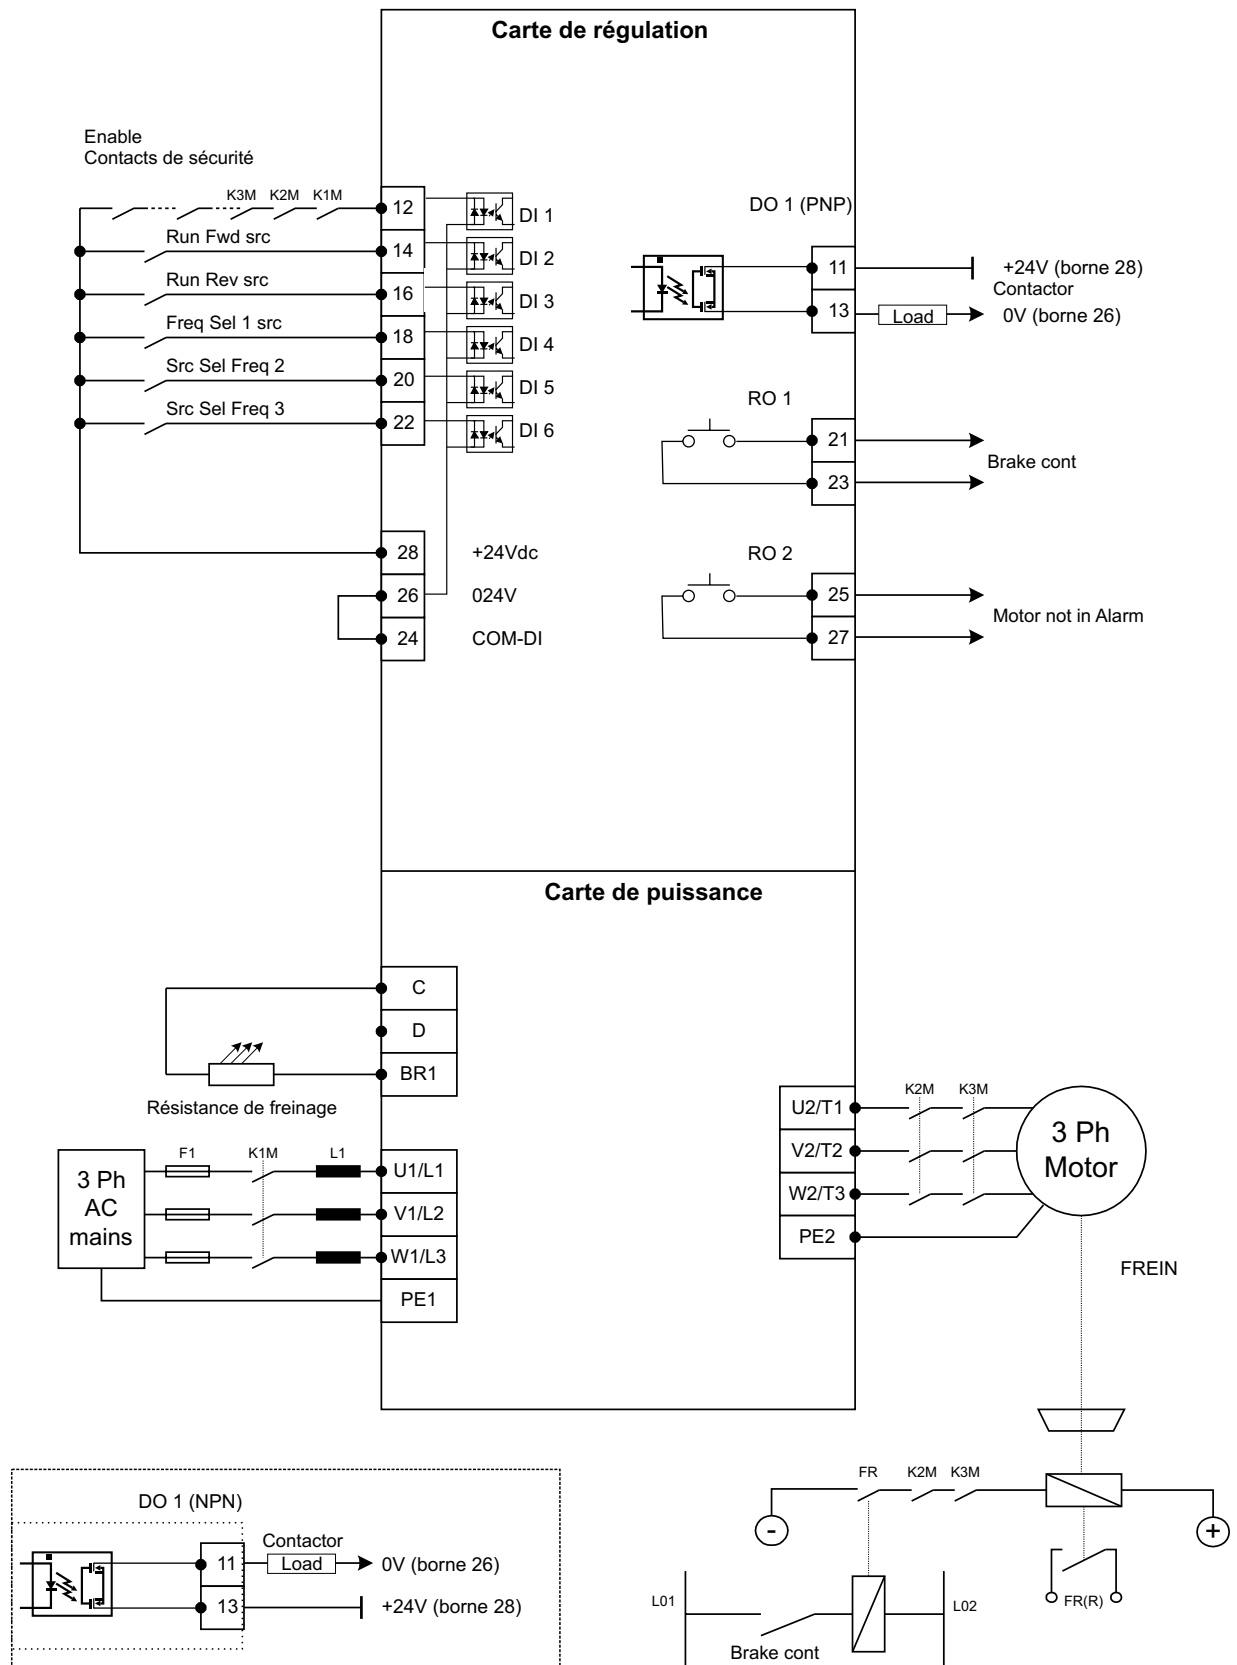 Carte de régulation
Enable
Contacts de sécurité
K3M K2M K1M
12
DI 1
Run Fwd src
14
DI 2
Run Rev src
16
DI 3
Freq Sel 1 src
18
DI 4
Src Sel Freq 2
20
DI 5
Src Sel Freq 3
22
DI 6
28
+24Vdc
26
024V
24
COM-DI
DO 1 (PNP)
11
+24V (borne 28)
Contactor
13
Load
0V (borne 26)
RO 1
21
Brake cont
23
RO 2
25
Motor not in Alarm
27
Carte de puissance
C
D
BR1
Résistance de freinage
3 Ph
AC
mains
F1
K1M
L1
U1/L1
V1/L2
W1/L3
PE1
U2/T1
V2/T2
W2/T3
PE2
K2M
K3M
3 Ph
Motor
FREIN
DO 1 (NPN)
Contactor
11
Load
0V (borne 26)
13
+24V (borne 28)
FR
K2M
K3M
-
+
FR(R)
L01
L02
Brake cont